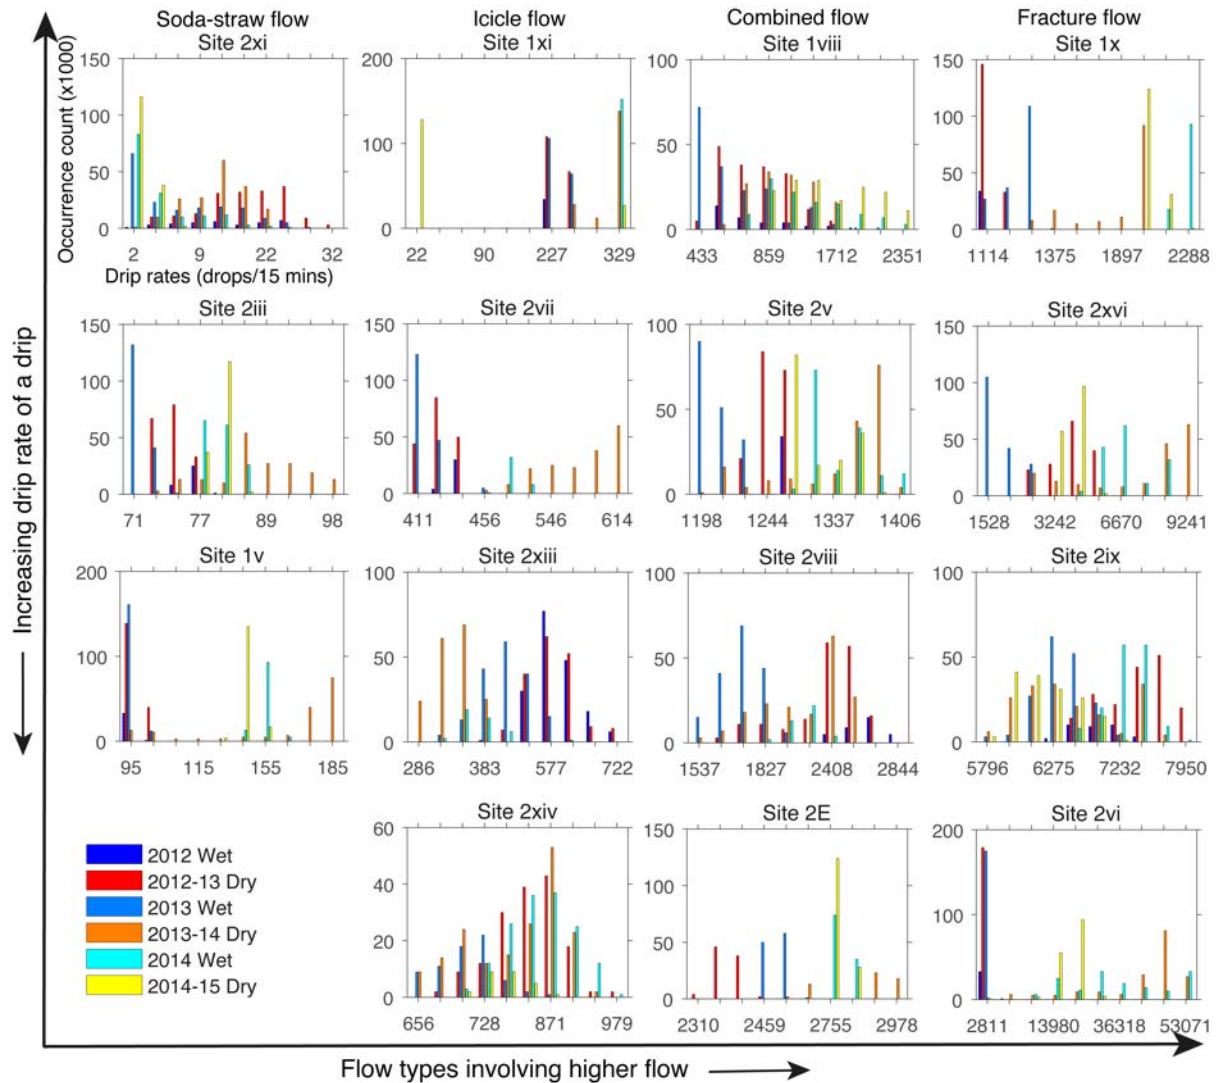 Soda-straw flow Icicle flow Combined flow Fracture flow
Site 2xi Site 1xi Site 1viii Site 1x
Occurrence count (x1000)
150 200 100 150
100 100
100 50
50 50
0 0 0 0
2 9 22 32 22 90 227 329 433 859 1712 2351 1114 1375 1897 2288
Drip rates (drops/15 mins)
Site 2iii Site 2vii Site 2v Site 2xvi
150 150 100 150
100 100 100
50
50 50 50
0 0 0 0
71 77 89 98 411 456 546 614 1198 1244 1337 1406 1528 3242 6670 9241
Site 1v Site 2xiii Site 2viii Site 2ix
200 100 100 100
100 50 50 50
0 0 0 0
95 115 155 185 286 383 577 722 1537 1827 2408 2844 5796 6275 7232 7950
Site 2xiv Site 2E Site 2vi
60 150 200
40 100
100
20 50
0 0 0
656 728 871 979 2310 2459 2755 2978 2811 13980 36318 53071
2012 Wet
2012-13 Dry
2013 Wet
2013-14 Dry
2014 Wet
2014-15 Dry
Increasing drip rate of a drip
Flow types involving higher flow